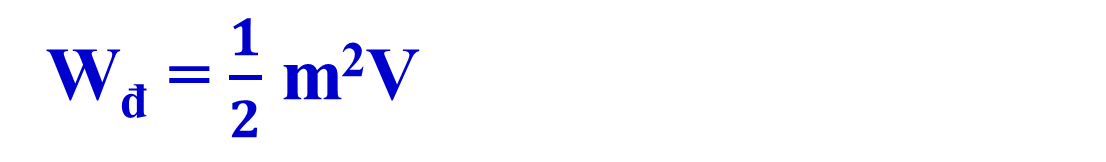 Wđ = 1/2 m²V